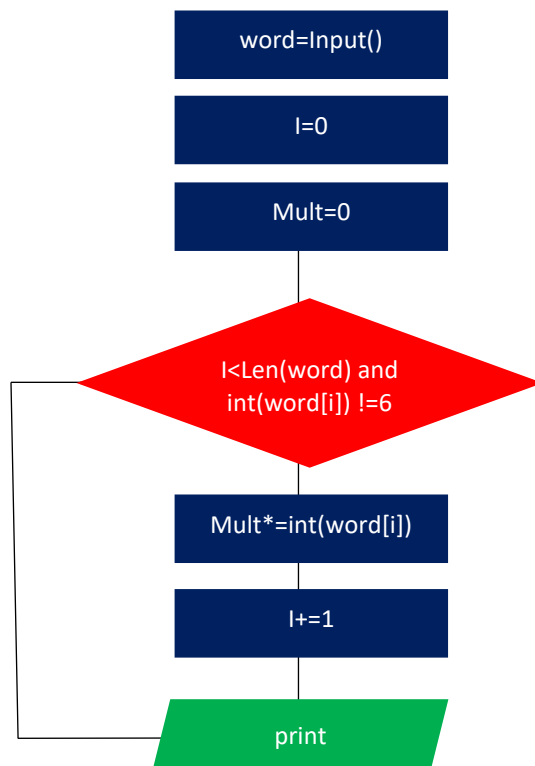 word=Input()
I=0
Mult=0
I<Len(word) and
int(word[i]) !=6
Mult*=int(word[i])
I+=1
print